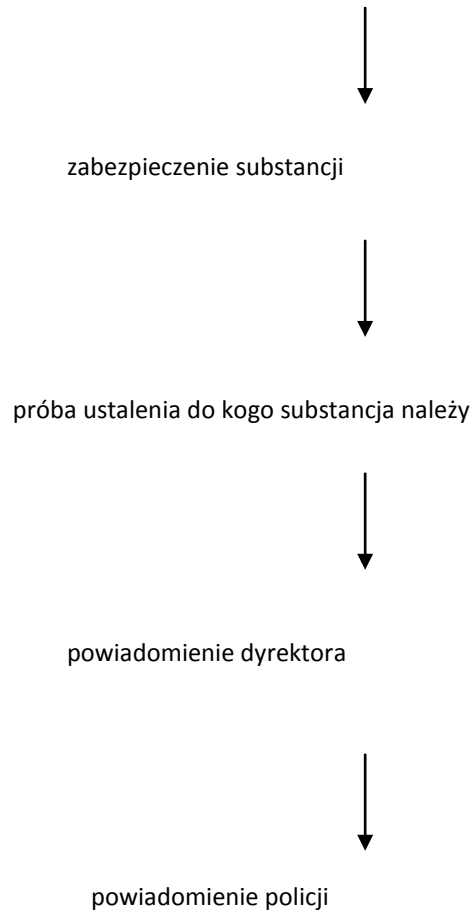 zabezpieczenie substancji
próba ustalenia do kogo substancja należy
powiadomienie dyrektora
powiadomienie policji